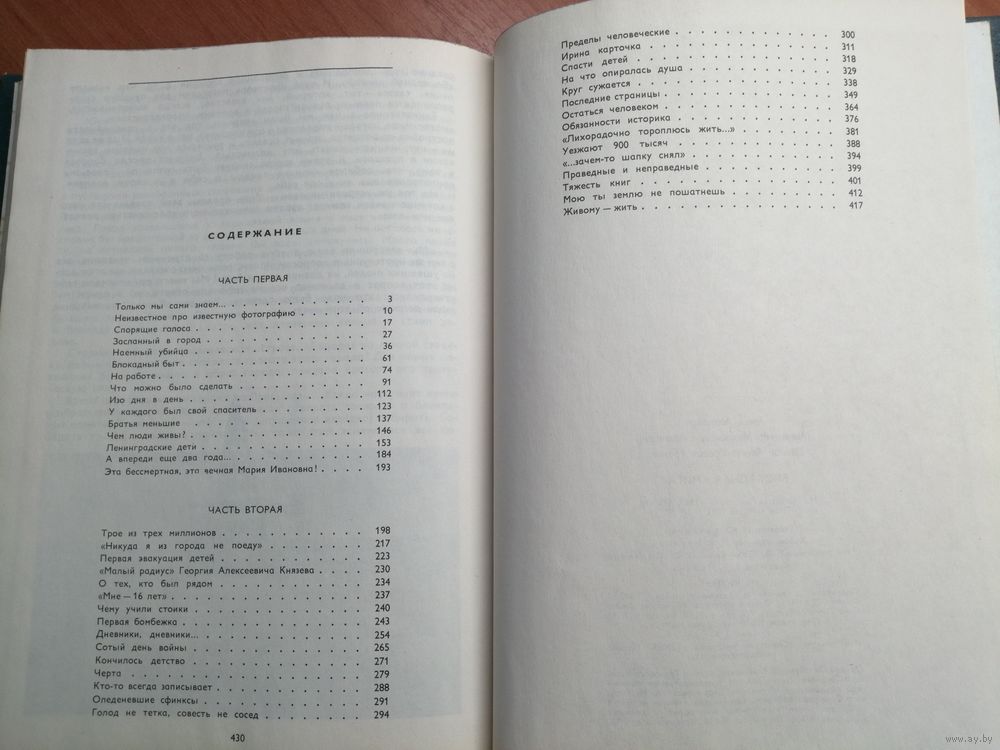 СОДЕРЖАНИЕ
ЧАСТЬ ПЕРВАЯ
Только мы сами знаем... 3
Неизвестное про известную фотографию 10
Спорящие голоса 17
Засланный в город 27
Наемный убийца 36
Блокадный быт 61
На работе 74
Что можно было сделать 91
Изо дня в день 112
У каждого был свой спаситель 123
Братья меньшие 137
Чем люди живы? 146
Ленинградские дети 153
А впереди еще два года... 184
Эта бессмертная, эта вечная Мария Ивановна! 193
ЧАСТЬ ВТОРАЯ
Трое из трех миллионов 198
«Никуда я из города не поеду» 217
Первая эвакуация детей 223
«Малый радиус» Георгия Алексеевича Князева 230
О тех, кто был рядом 234
«Мне — 16 лет» 237
Чему учили стоики 240
Первая бомбежка 243
Дневники, дневники... 254
Сотый день войны 265
Кончилось детство 271
Черта 279
Кто-то всегда записывает 288
Оледеневшие сфинксы 291
Голод не тетка, совесть не сосед 294
430
Пределы человеческие 300
Ирина карточка 311
Спасти детей 318
На что опиралась душа 329
Круг сужается 338
Последние страницы 349
Остаться человеком 364
Обязанности историка 376
«Лихорадочно тороплюсь жить...» 381
Уезжают 900 тысяч 388
«...зачем-то шапку снял» 394
Праведные и неправедные 399
Тяжесть книг 401
Мою ты землю не пошатнешь 412
Живому — жить 417
www.ay.by